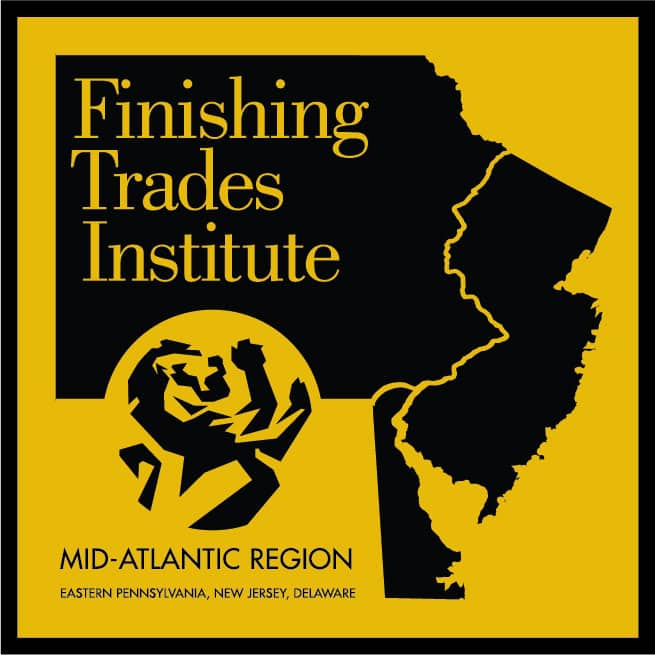 Finishing
Trades
Institute
MID-ATLANTIC REGION
EASTERN PENNSYLVANIA, NEW JERSEY, DELAWARE